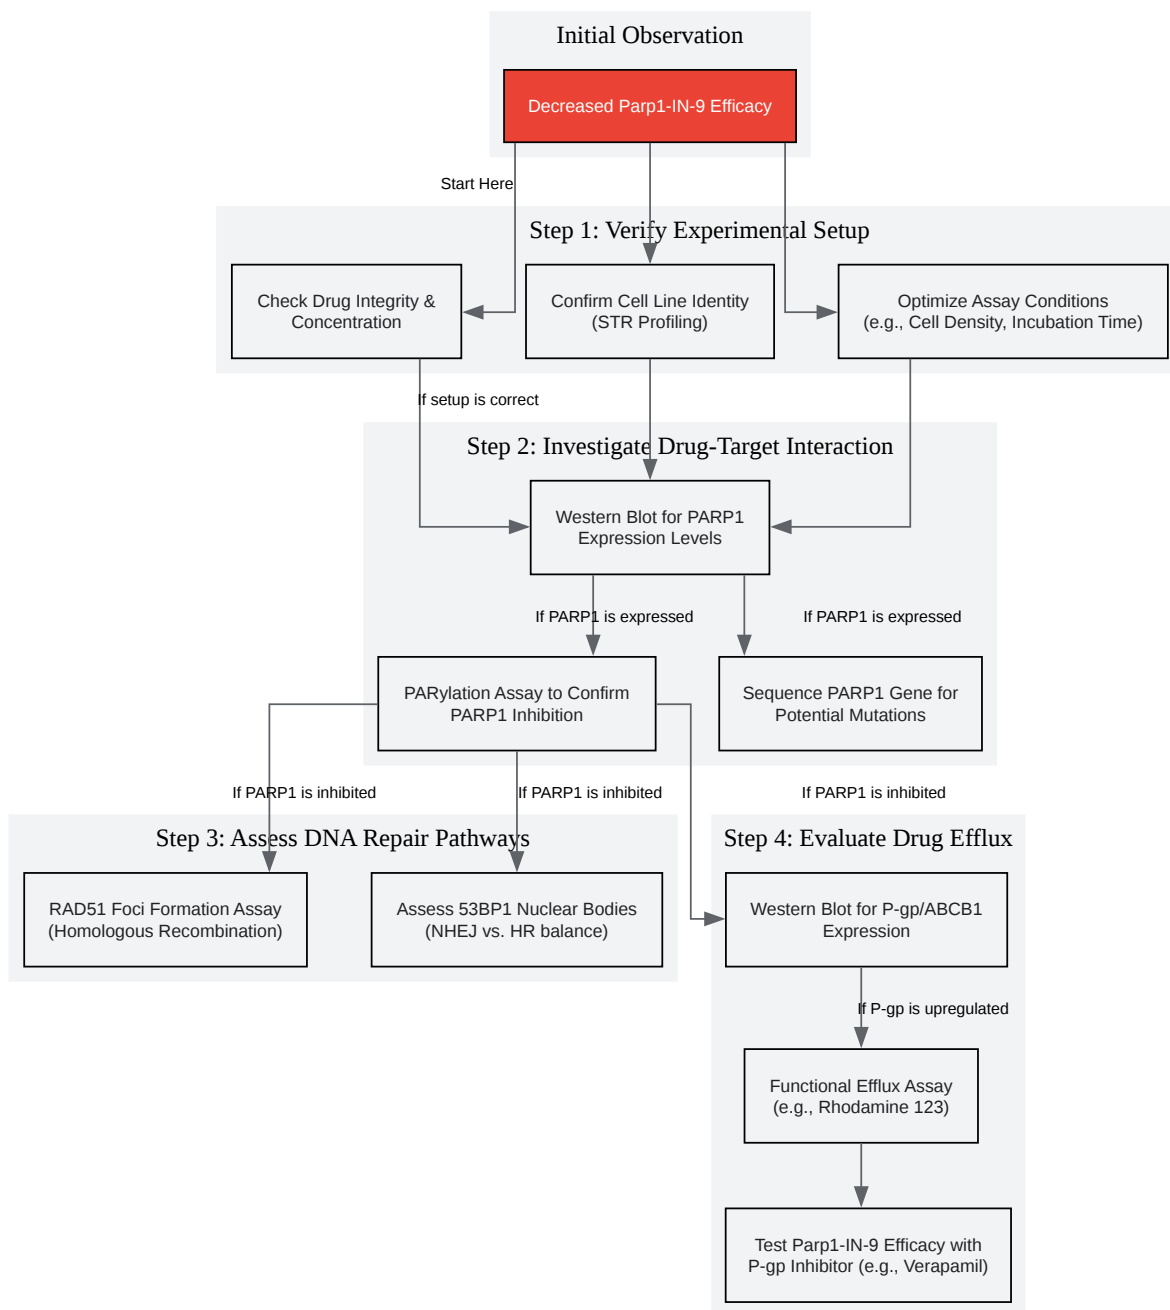 Initial Observation
Decreased Parp1-IN-9 Efficacy
Start Here
Step 1: Verify Experimental Setup
Check Drug Integrity &
Concentration
Confirm Cell Line Identity
(STR Profiling)
Optimize Assay Conditions
(e.g., Cell Density, Incubation Time)
If setup is correct
Step 2: Investigate Drug-Target Interaction
Western Blot for PARP1
Expression Levels
If PARP1 is expressed
If PARP1 is expressed
PARylation Assay to Confirm
PARP1 Inhibition
Sequence PARP1 Gene for
Potential Mutations
If PARP1 is inhibited
If PARP1 is inhibited
If PARP1 is inhibited
Step 3: Assess DNA Repair Pathways
RAD51 Foci Formation Assay
(Homologous Recombination)
Assess 53BP1 Nuclear Bodies
(NHEJ vs. HR balance)
Step 4: Evaluate Drug Efflux
Western Blot for P-gp/ABCB1
Expression
If P-gp is upregulated
Functional Efflux Assay
(e.g., Rhodamine 123)
Test Parp1-IN-9 Efficacy with
P-gp Inhibitor (e.g., Verapamil)